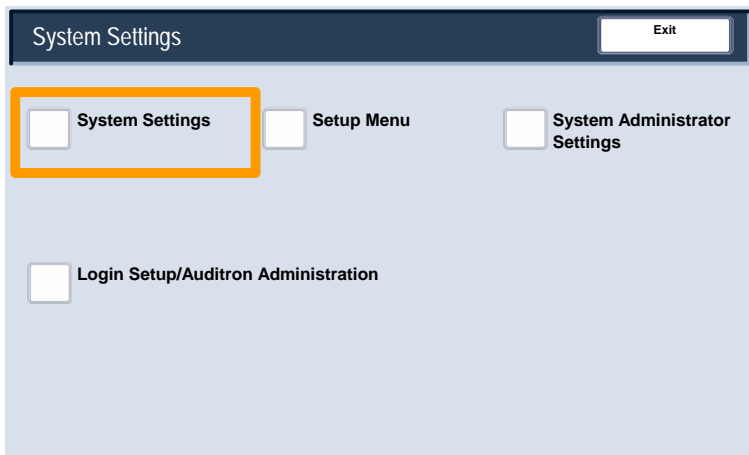 System Settings
Exit
System Settings
Setup Menu
System Administrator
Settings
Login Setup/Auditron Administration